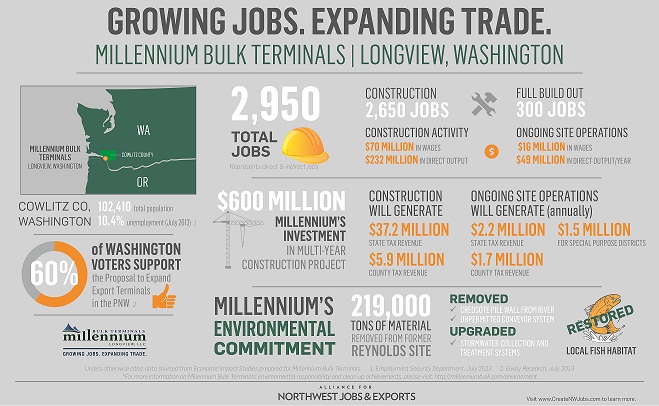 GROWING JOBS. EXPANDING TRADE.
MILLENNIUM BULK TERMINALS | LONGVIEW, WASHINGTON
WA
MILLENNIUM BULK
TERMINALS
LONGVIEW, WASHINGTON
COWLITZ COUNTY
OR
COWLITZ CO,
WASHINGTON
102,410 total population
10.4% unemployment (July 2013)
60%
of WASHINGTON
VOTERS SUPPORT
the Proposal to Expand
Export Terminals
in the PNW
2,950
TOTAL
JOBS
Represents direct & indirect jobs
CONSTRUCTION
2,650 JOBS
CONSTRUCTION ACTIVITY
$70 MILLION IN WAGES
$232 MILLION IN DIRECT OUTPUT
$
FULL BUILD OUT
300 JOBS
ONGOING SITE OPERATIONS
$16 MILLION IN WAGES
$49 MILLION IN DIRECT OUTPUT/YEAR
$600 MILLION
MILLENNIUM'S
INVESTMENT
IN MULTI-YEAR
CONSTRUCTION PROJECT
CONSTRUCTION
WILL GENERATE
$37.2 MILLION
STATE TAX REVENUE
$5.9 MILLION
COUNTY TAX REVENUE
ONGOING SITE OPERATIONS
WILL GENERATE (annually)
$2.2 MILLION
STATE TAX REVENUE
$1.7 MILLION
COUNTY TAX REVENUE
$1.5 MILLION
FOR SPECIAL PURPOSE DISTRICTS
BULK TERMINALS
millennium
LONGVIEW, LLC
GROWING JOBS. EXPANDING TRADE.
MILLENNIUM'S
ENVIRONMENTAL
COMMITMENT
219,000
TONS OF MATERIAL
REMOVED FROM FORMER
REYNOLDS SITE
REMOVED
✓ CREOSOTE PILE WALL FROM RIVER
✓ UNPERMITTED CONVEYOR SYSTEM
UPGRADED
✓ STORMWATER COLLECTION AND
TREATMENT SYSTEMS
RESTORED
LOCAL FISH HABITAT
Unless otherwise cited, data sourced from Economic Impact Studies prepared for Millennium Bulk Terminals 1. Employment Security Department, July 2013 2. Elway Research, July 2013
*For more information on Millennium Bulk Terminals' environmental responsibility and clean-up achievements, please visit: http://millenniumbulk.com/environment
ALLIANCE FOR
NORTHWEST JOBS & EXPORTS
Visit www.CreateNWJobs.com to learn more.